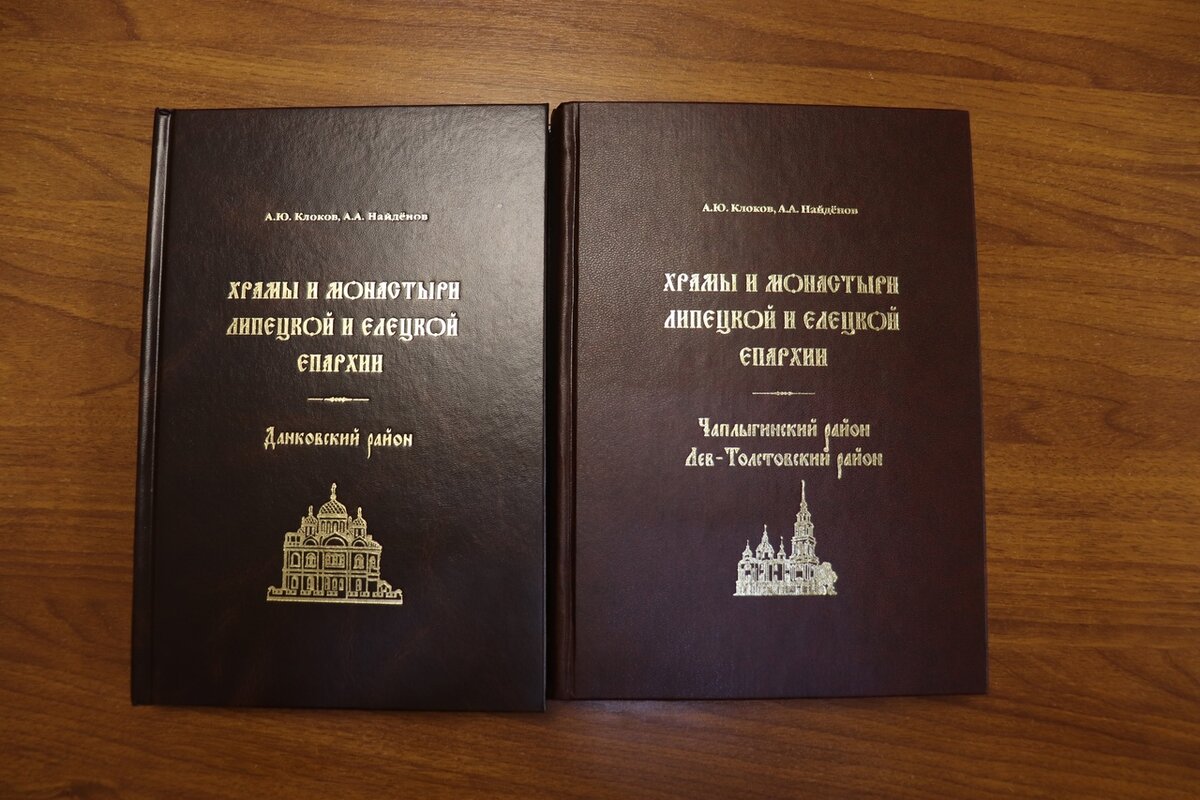 А.Ю. Клоков, А.А. Найдёнов
ХРАМЫ И МОНАСТЫРИ
ЛИПЕЦКОЙ И ЕЛЕЦКОЙ
ЕПАРХИИ
Данковский район
А.Ю. Клоков, А.А. Найдёнов
ХРАМЫ И МОНАСТЫРИ
ЛИПЕЦКОЙ И ЕЛЕЦКОЙ
ЕПАРХИИ
Чаплыгинский район
Лев-Толстовский район